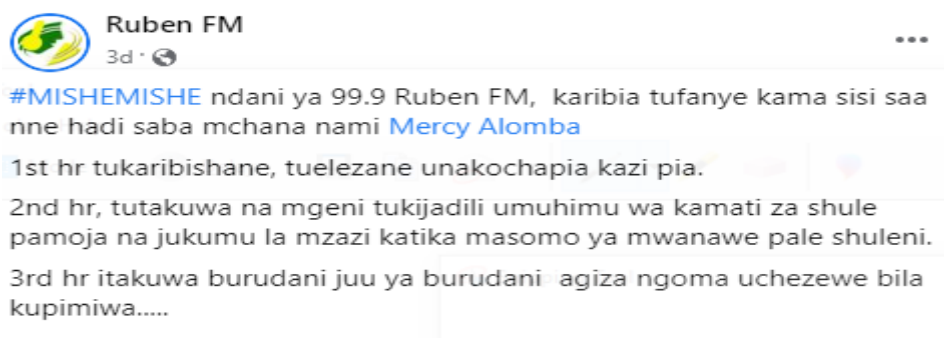 Ruben FM
3d ·
#MISHEMISHE ndani ya 99.9 Ruben FM, karibia tufanye kama sisi saa
nne hadi saba mchana nami Mercy Alomba
1st hr tukaribishane, tuelezane unakochapia kazi pia.
2nd hr, tutakuwa na mgeni tukijadili umuhimu wa kamati za shule
pamoja na jukumu la mzazi katika masomo ya mwanawe pale shuleni.
3rd hr itakuwa burudani juu ya burudani agiza ngoma uchezewe bila
kupimiwa.....